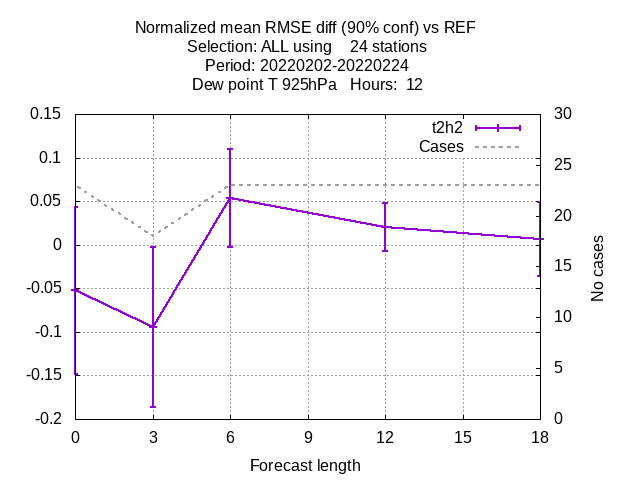 Normalized mean RMSE diff (90% conf) vs REF
Selection: ALL using    24 stations
Period: 20220202-20220224
Dew point T 925hPa   Hours:  12
t2h2
Cases
0.15
0.1
0.05
0
-0.05
-0.1
-0.15
-0.2
30
25
20
15
10
5
0
No cases
0 3 6 9 12 15 18
Forecast length